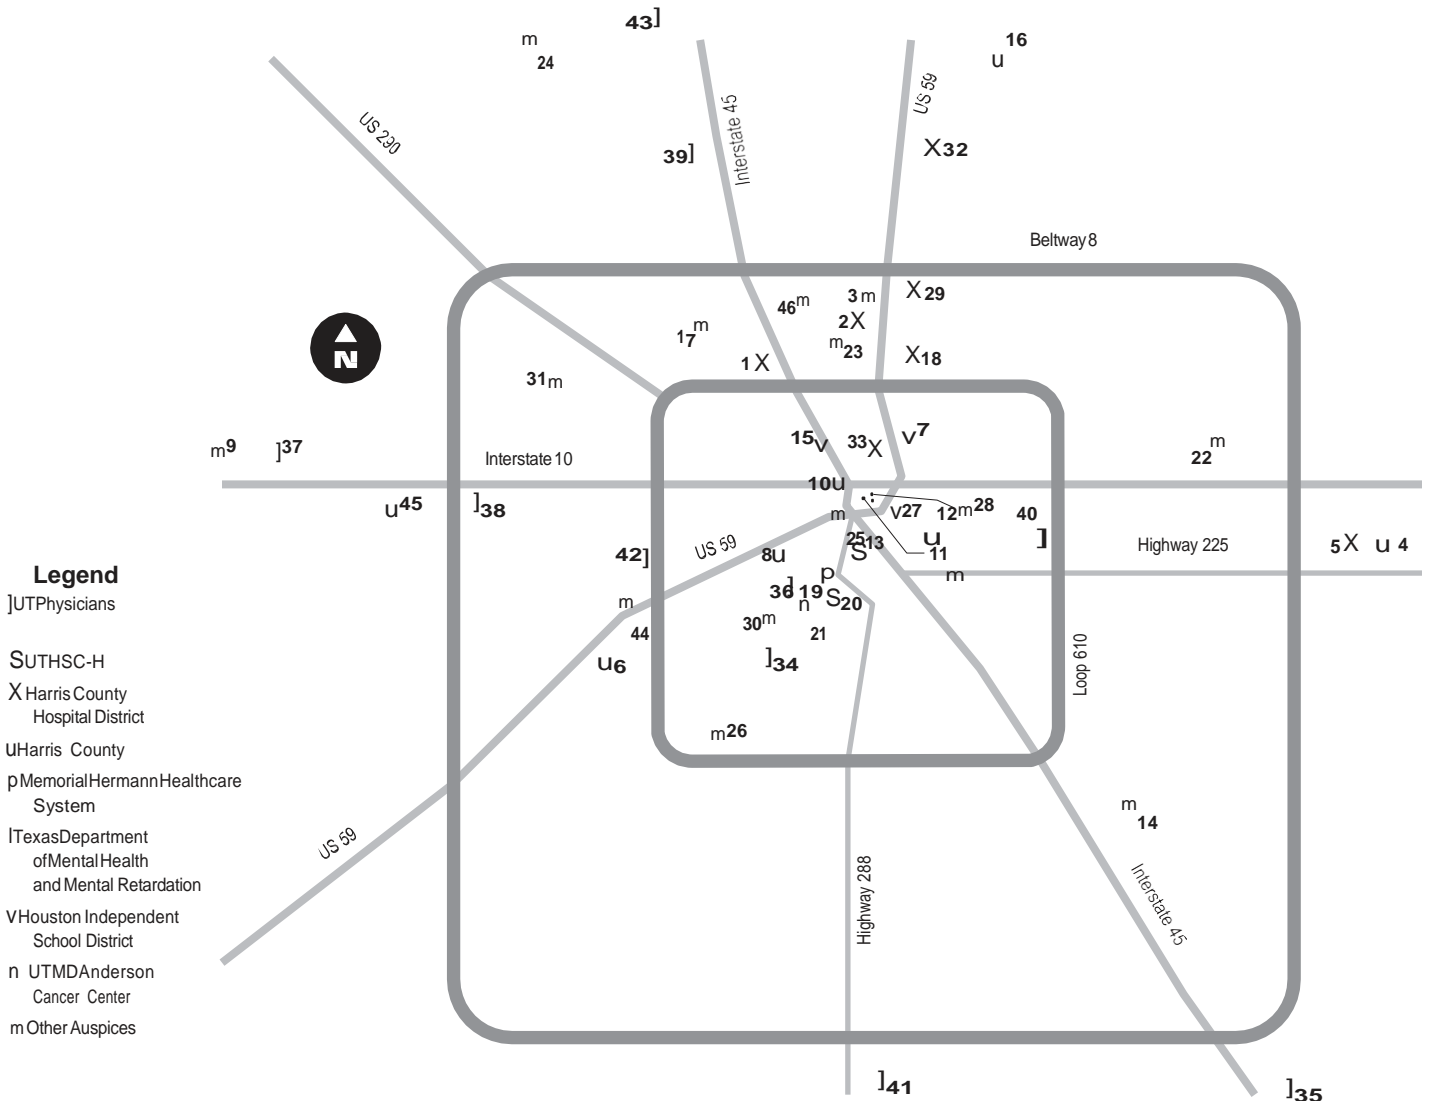 43]
m
24
16
u
US 59
Interstate 45
US 290
X32
39]
Beltway 8
3 m
X 29
46m
2X
17m
m23
X18
1 X
N
31m
15v
33X
v7
m9
]37
Interstate 10
22m
10u
u45
]38
m
v27
12m28
40
]
25
S13
u
11
Highway 225
5X
u 4
42]
US 59
8u
m
p
36]
19
n
S20
m
44
30m
21
u6
]34
Loop 610
m26
m
14
US 59
Highway 288
Interstate 45
]41
]35
Legend
]UTPhysicians
SUTHSC-H
X Harris County
Hospital District
uHarris County
pMemorialHermannHealthcare
System
lTexasDepartment
ofMentalHealth
and Mental Retardation
vHouston Independent
School District
n UTMDAnderson
Cancer Center
m Other Auspices